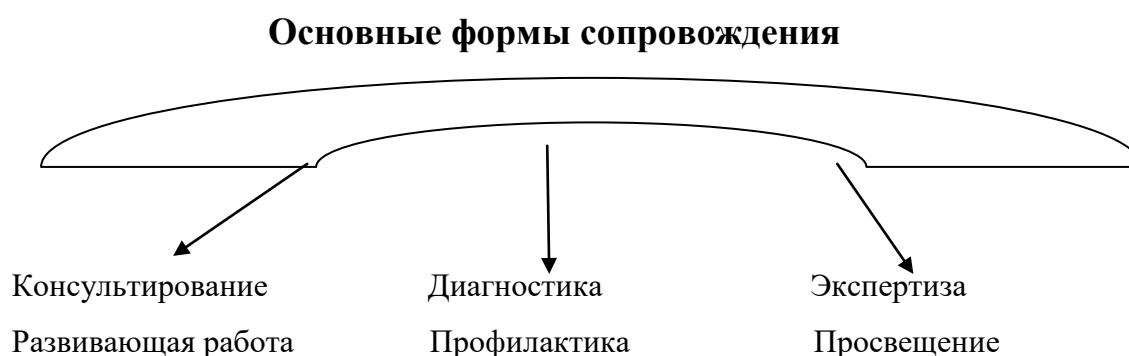 Основные формы сопровождения
Консультирование Диагностика Экспертиза
Развивающая работа Профилактика Просвещение